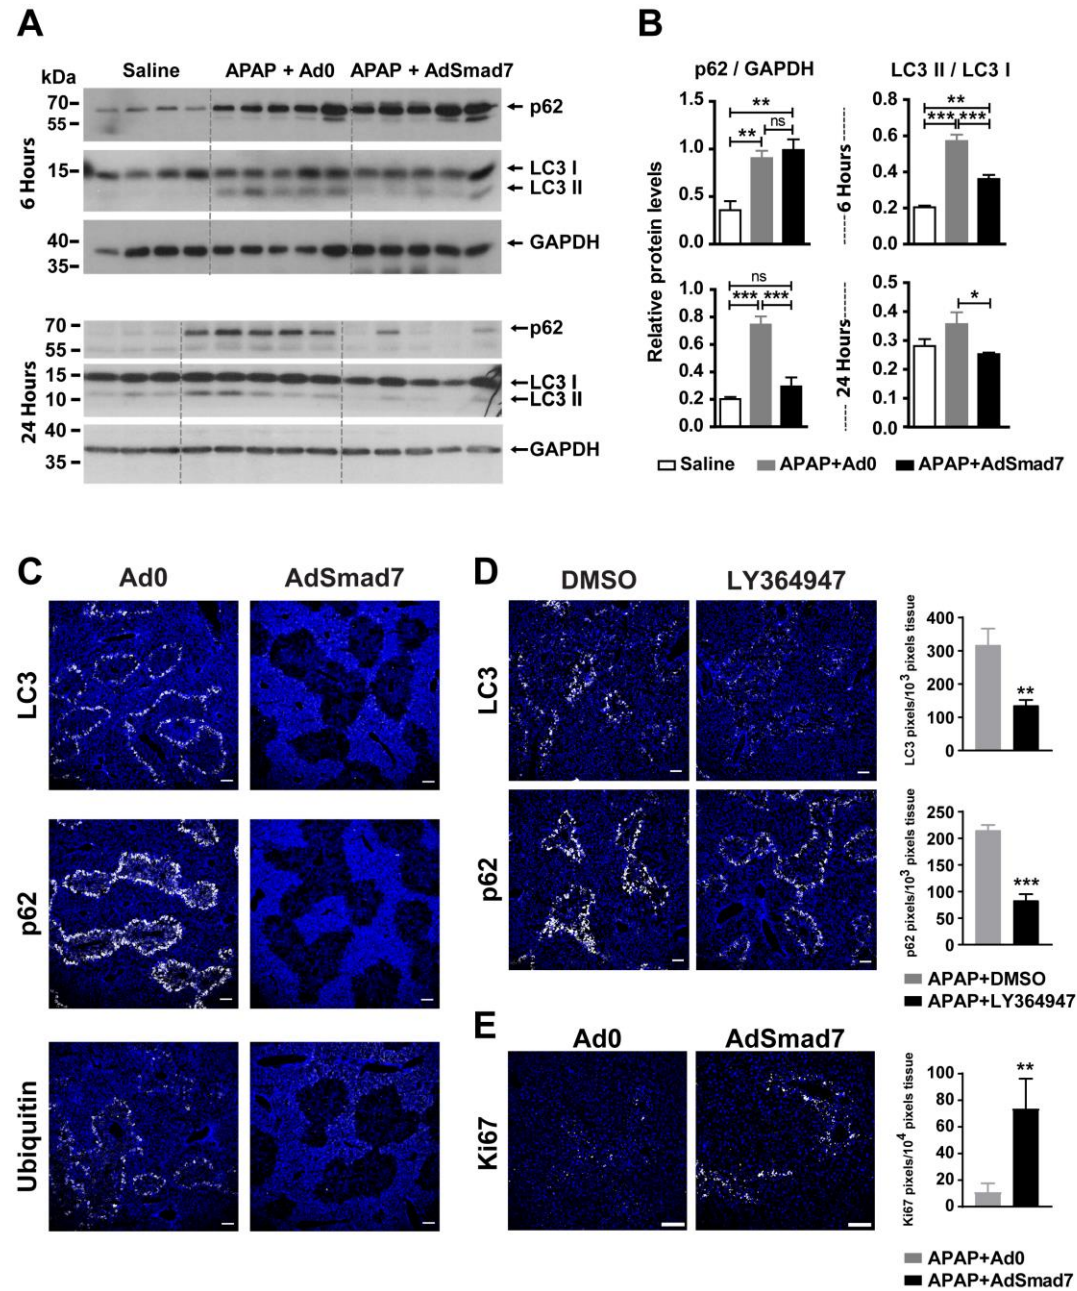 A
kDa
Saline
APAP + Ad0
APAP + AdSmad7
6 Hours
70-
55-
p62
15-
LC3 I
LC3 II
40-
35-
GAPDH
24 Hours
70-
55-
p62
15-
10-
LC3 I
LC3 II
40-
35-
GAPDH
B
Relative protein levels
p62 / GAPDH
1.5
1.0
0.5
0.0
**
**
ns
6 Hours
LC3 II / LC3 I
0.8
0.6
0.4
0.2
0.0
**
***
***
1.0
0.8
0.6
0.4
0.2
0.0
ns
***
***
24 Hours
0.5
0.4
0.3
0.2
0.1
0.0
*
Saline
APAP+Ad0
APAP+AdSmad7
C
Ad0
AdSmad7
LC3
p62
Ubiquitin
D
DMSO
LY364947
LC3
p62
LC3 pixels/10³ pixels tissue
400
300
200
100
0
**
p62 pixels/10³ pixels tissue
250
200
150
100
50
0
***
APAP+DMSO
APAP+LY364947
E
Ad0
AdSmad7
Ki67
Ki67 pixels/10⁴ pixels tissue
100
80
60
40
20
0
**
APAP+Ad0
APAP+AdSmad7